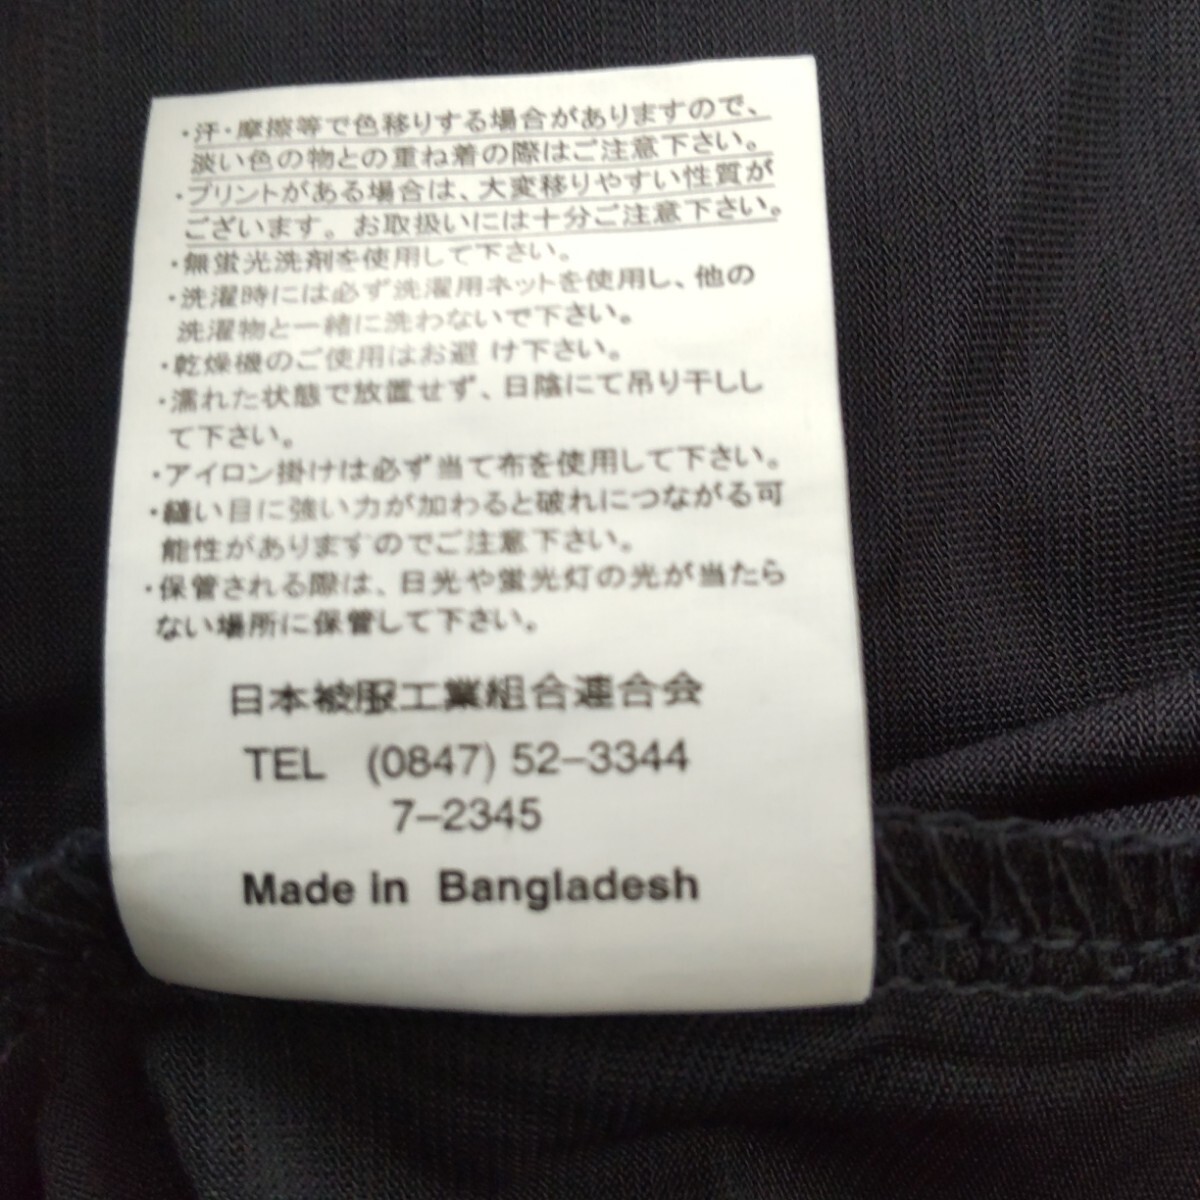 ・汗・摩擦等で色移りする場合がありますので、
淡い色の物との重ね着の際はご注意下さい。
・プリントがある場合は、大変移りやすい性質が
ございます。お取扱いには十分ご注意下さい。
・無蛍光洗剤を使用して下さい。
・洗濯時には必ず洗濯用ネットを使用し、他の
洗濯物と一緒に洗わないで下さい。
・乾燥機のご使用はお避 け下さい。
・濡れた状態で放置せず、日陰にて吊り干しし
て下さい。
・アイロン掛けは必ず当て布を使用して下さい。
・縫い目に強い力が加わると破れにつながる可
能性がありますのでご注意下さい。
・保管される際は、日光や蛍光灯の光が当たら
ない場所に保管して下さい。
日本被服工業組合連合会
TEL (0847) 52-3344
7-2345
Made in Bangladesh